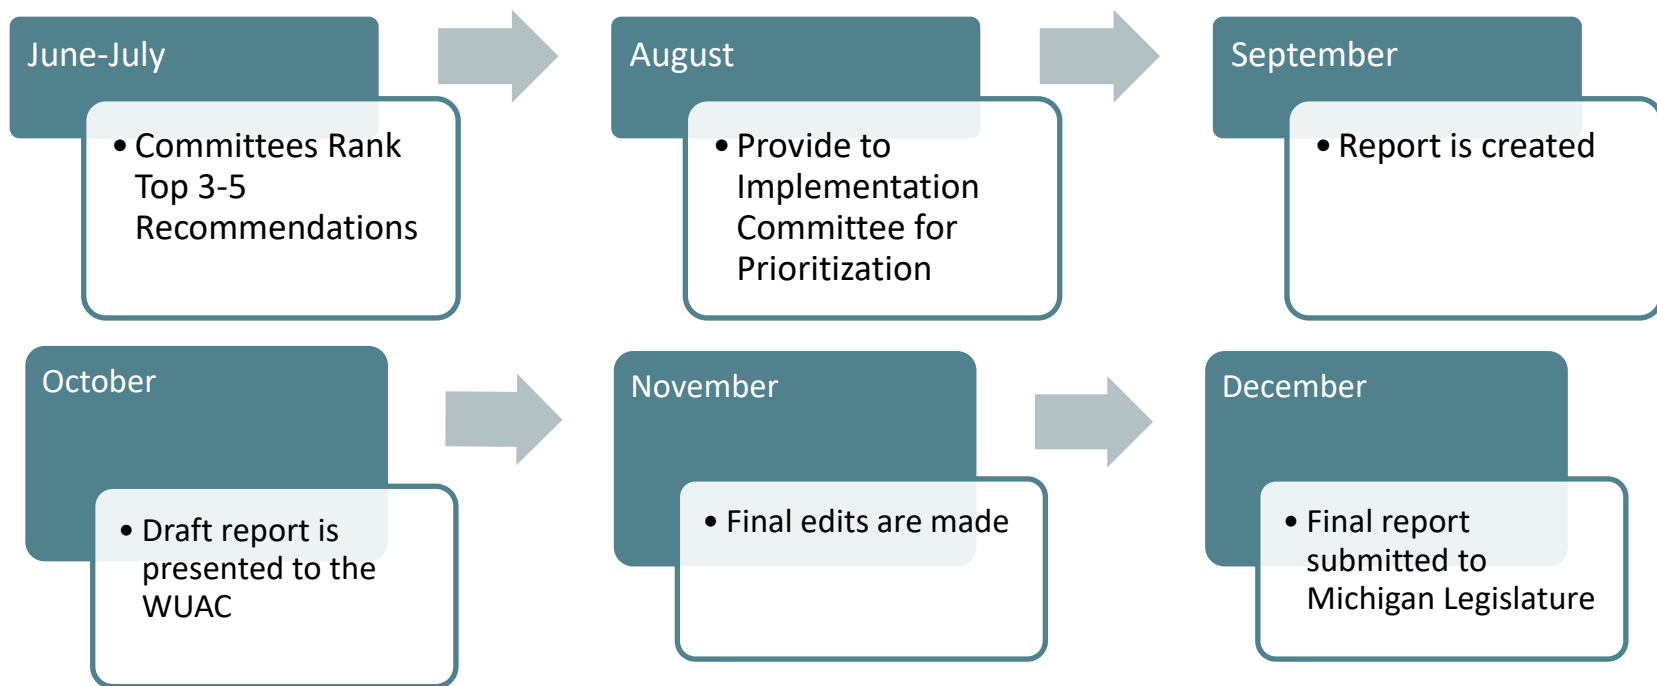 June-July
• Committees Rank
Top 3-5
Recommendations
August
• Provide to
Implementation
Committee for
Prioritization
September
• Report is created
October
• Draft report is
presented to the
WUAC
November
• Final edits are made
December
• Final report
submitted to
Michigan Legislature